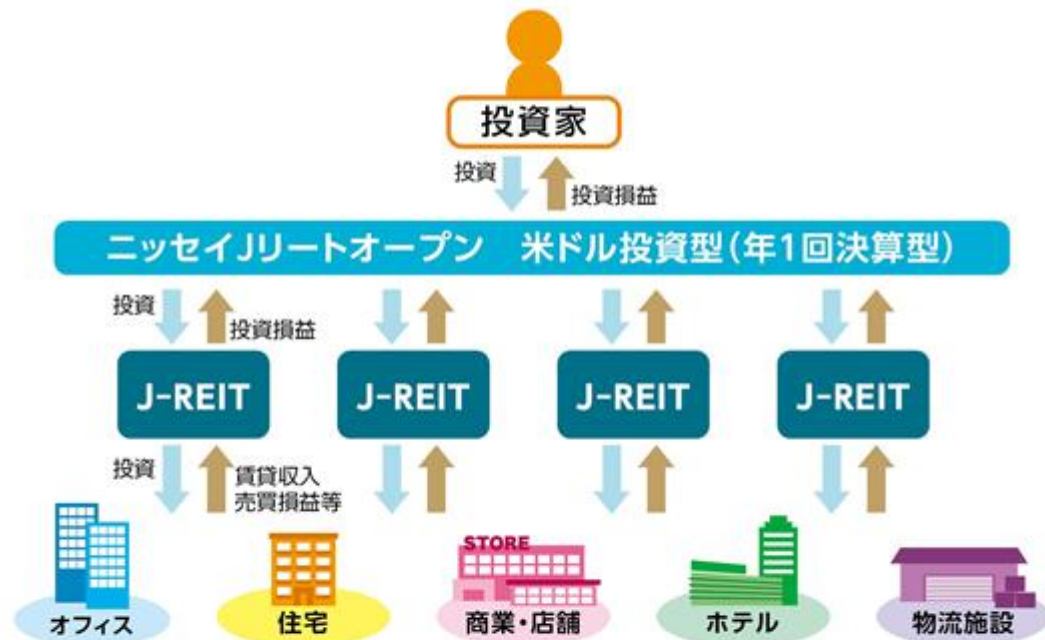 投資家
投資
投資損益
ニッセイJリートオープン 米ドル投資型(年1回決算型)
投資
投資損益
J-REIT
J-REIT
J-REIT
J-REIT
投資
賃貸収入
売買損益等
STORE
オフィス
住宅
商業・店舗
ホテル
物流施設